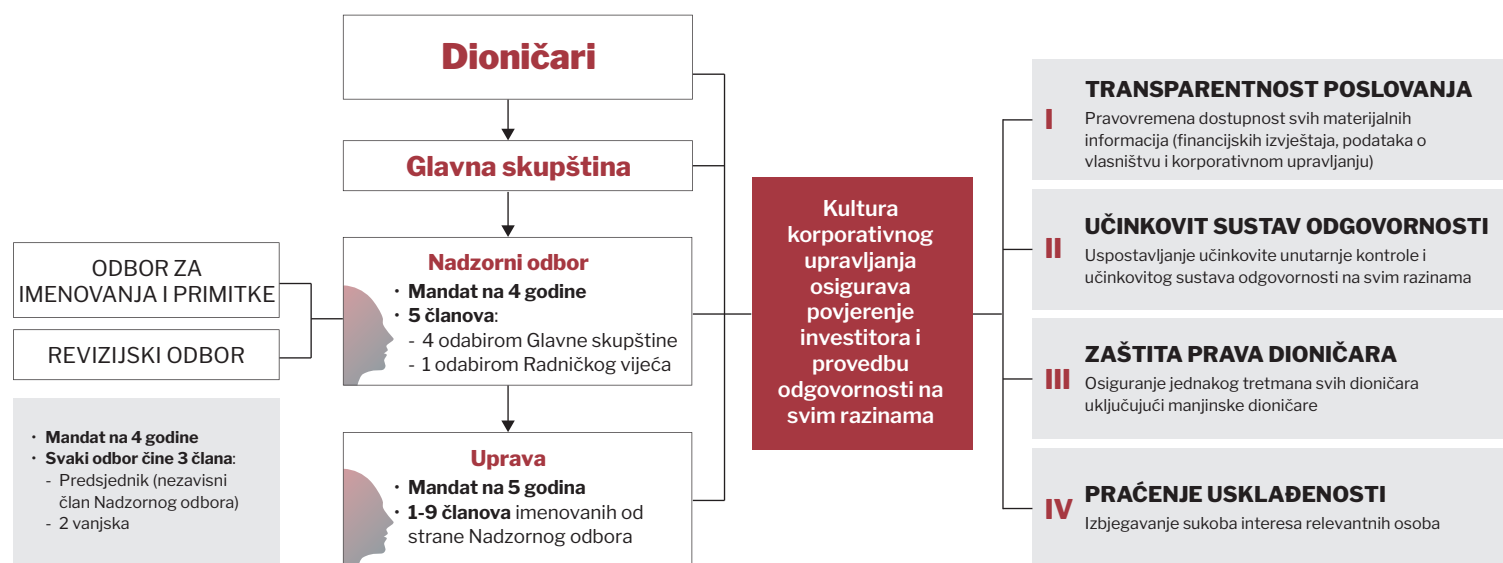 Dioničari
Glavna skupština
ODBOR ZA
IMENOVANJA I PRIMITKE
REVIZIJSKI ODBOR
· Mandat na 4 godine
· Svaki odbor čine 3 člana:
- Predsjednik (nezavisni
član Nadzornog odbora)
- 2 vanjska
Nadzorni odbor
· Mandat na 4 godine
· 5 članova:
- 4 odabirom Glavne skupštine
- 1 odabirom Radničkog vijeća
Uprava
· Mandat na 5 godina
· 1-9 članova imenovanih od
strane Nadzornog odbora
Kultura
korporativnog
upravljanja
osigurava
povjerenje
investitora i
provedbu
odgovornosti na
svim razinama
I
TRANSPARENTNOST POSLOVANJA
Pravovremena dostupnost svih materijalnih
informacija (financijskih izvještaja, podataka o
vlasništvu i korporativnom upravljanju)
II
UČINKOVIT SUSTAV ODGOVORNOSTI
Uspostavljanje učinkovite unutarnje kontrole i
učinkovitog sustava odgovornosti na svim razinama
III
ZAŠTITA PRAVA DIONIČARA
Osiguranje jednakog tretmana svih dioničara
uključujući manjinske dioničare
IV
PRAĆENJE USKLAĐENOSTI
Izbjegavanje sukoba interesa relevantnih osoba